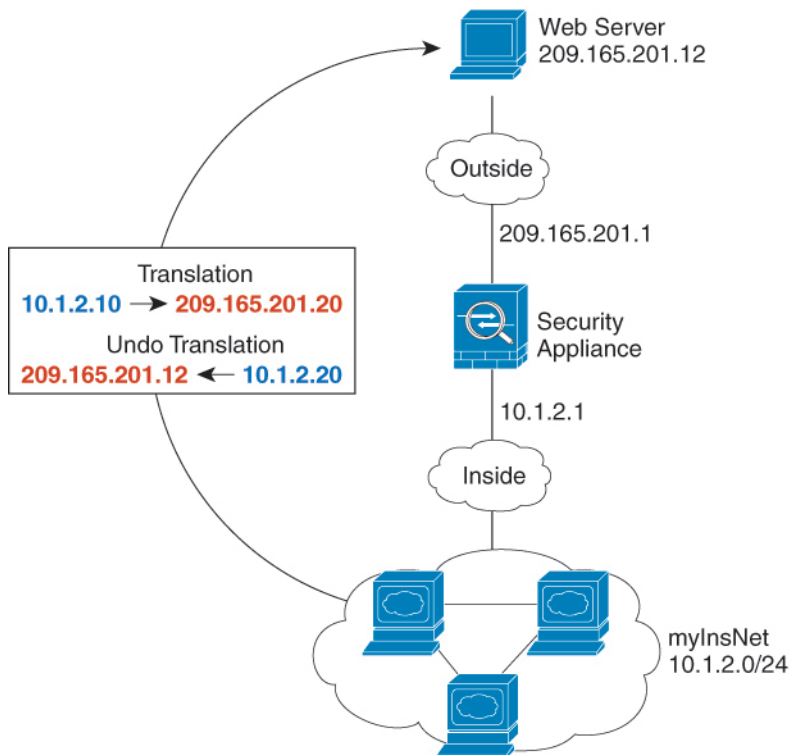 Web Server
209.165.201.12
Outside
209.165.201.1
Translation
10.1.2.10 → 209.165.201.20
Undo Translation
209.165.201.12 ← 10.1.2.20
Security
Appliance
10.1.2.1
Inside
myInsNet
10.1.2.0/24